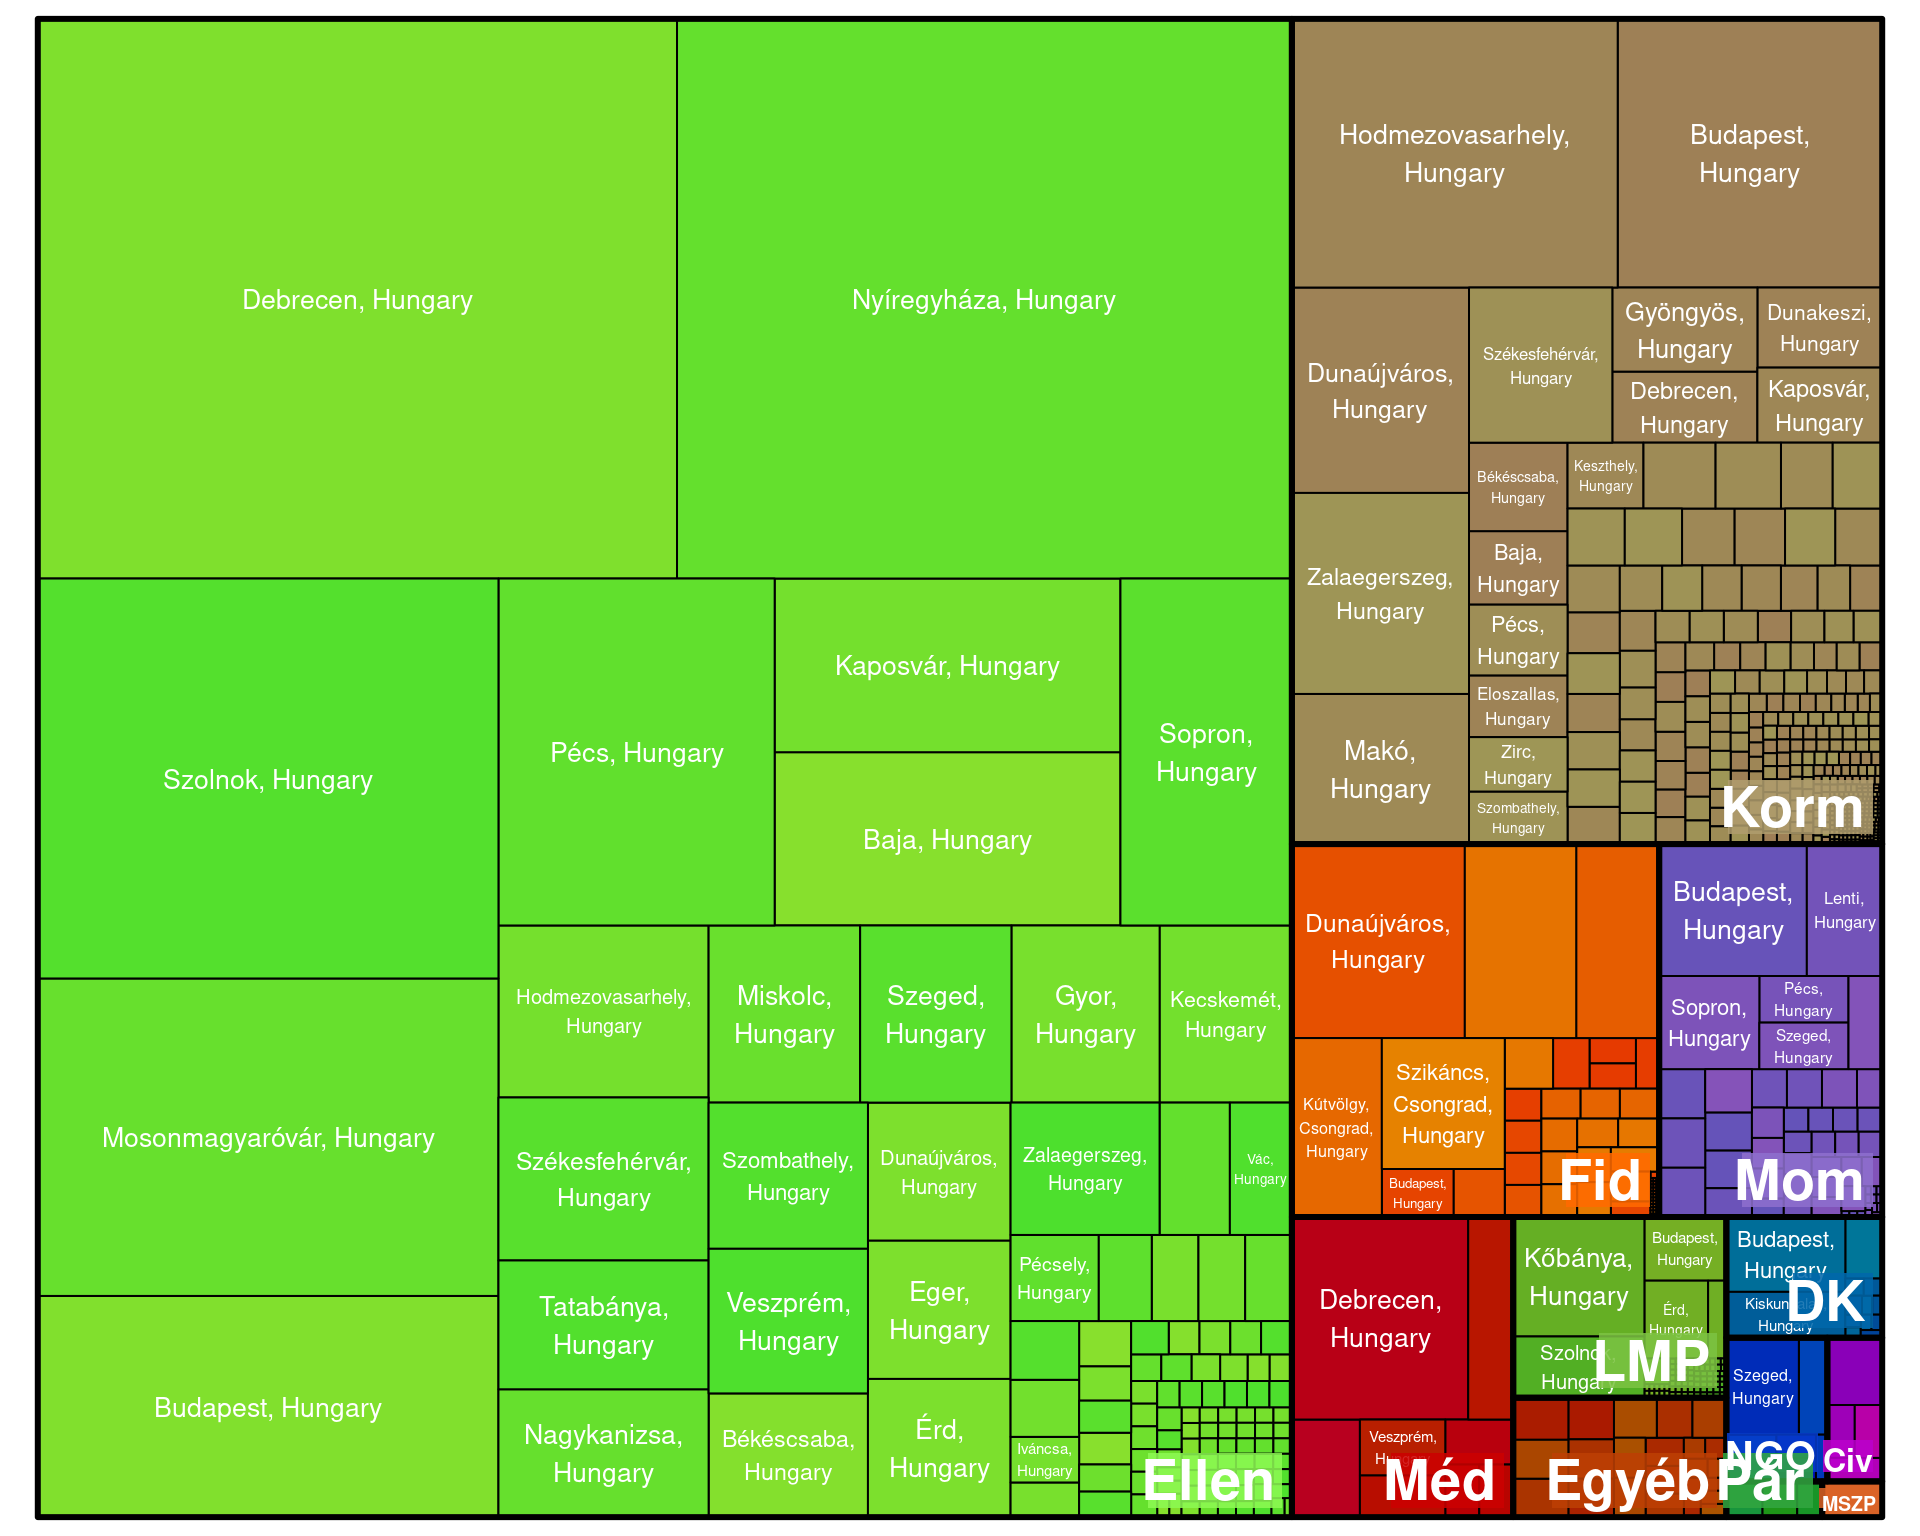 Debrecen, Hungary
Nyíregyháza, Hungary
Szolnok, Hungary
Pécs, Hungary
Kaposvár, Hungary
Baja, Hungary
Sopron,
Hungary
Mosonmagyaróvár, Hungary
Budapest, Hungary
Hodmezovasarhely,
Hungary
Miskolc,
Hungary
Szeged,
Hungary
Gyor,
Hungary
Kecskemét,
Hungary
Székesfehérvár,
Hungary
Szombathely,
Hungary
Dunaújváros,
Hungary
Zalaegerszeg,
Hungary
Vác,
Hungary
Tatabánya,
Hungary
Veszprém,
Hungary
Eger,
Hungary
Pécsely,
Hungary
Nagykanizsa,
Hungary
Békéscsaba,
Hungary
Érd,
Hungary
Iváncsa,
Hungary
Ellen
Hodmezovasarhely,
Hungary
Budapest,
Hungary
Dunaújváros,
Hungary
Székesfehérvár,
Hungary
Gyöngyös,
Hungary
Dunakeszi,
Hungary
Debrecen,
Hungary
Kaposvár,
Hungary
Békéscsaba,
Hungary
Keszthely,
Hungary
Zalaegerszeg,
Hungary
Baja,
Hungary
Pécs,
Hungary
Eloszallas,
Hungary
Makó,
Hungary
Zirc,
Hungary
Szombathely,
Hungary
Korm
Dunaújváros,
Hungary
Kútvölgy,
Csongrad,
Hungary
Szikáncs,
Csongrad,
Hungary
Budapest,
Hungary
Fid
Budapest,
Hungary
Lenti,
Hungary
Sopron,
Hungary
Pécs,
Hungary
Szeged,
Hungary
Mom
Debrecen,
Hungary
Veszprém,
Méd
Kőbánya,
Hungary
Budapest,
Hungary
Érd,
Hungary
Szolnok,
Hungary
LMP
Budapest,
Hungary
Hungary
DK
Szeged,
Hungary
NGO
Civ
Egyéb
Pár
MSZP